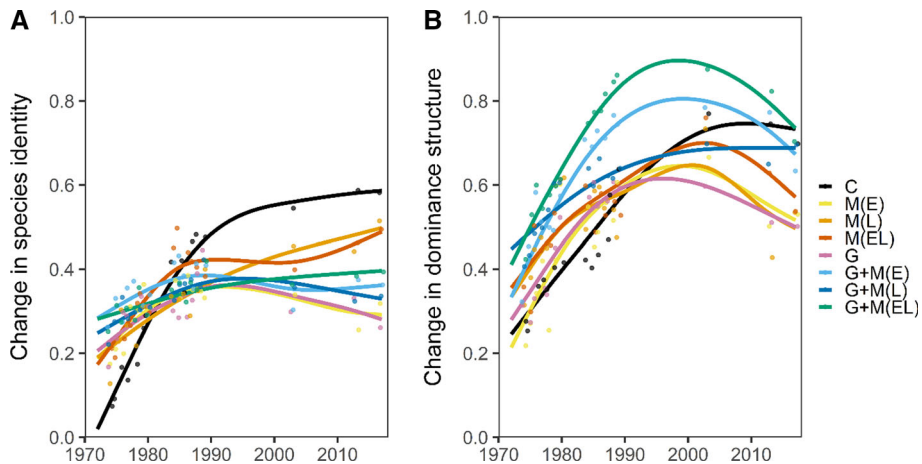 A
Change in species identity
1.0
0.8
0.6
0.4
0.2
0.0
1970 1980 1990 2000 2010
B
Change in dominance structure
1.0
0.8
0.6
0.4
0.2
0.0
1970 1980 1990 2000 2010
C
M(E)
M(L)
M(EL)
G
G+M(E)
G+M(L)
G+M(EL)